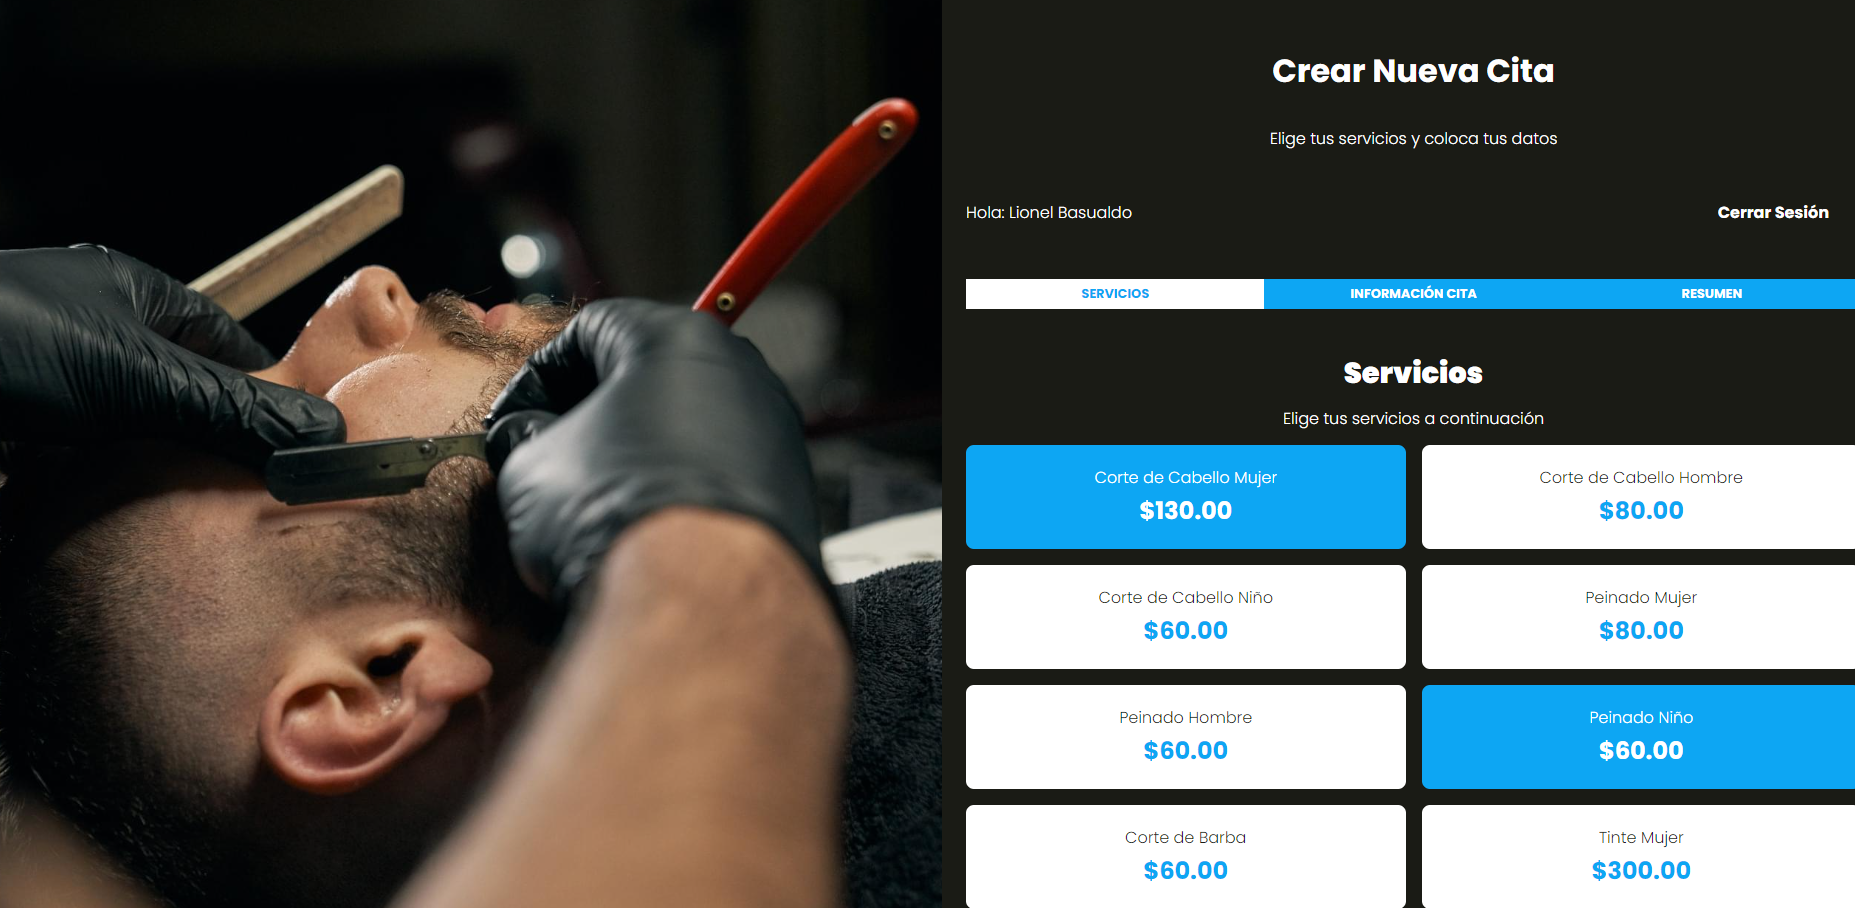 Crear Nueva Cita
Elige tus servicios y coloca tus datos
Hola: Lionel Basualdo
Cerrar Sesión
SERVICIOS
INFORMACIÓN CITA
RESUMEN
Servicios
Elige tus servicios a continuación
Corte de Cabello Mujer
$130.00
Corte de Cabello Hombre
$80.00
Corte de Cabello Niño
$60.00
Peinado Mujer
$80.00
Peinado Hombre
$60.00
Peinado Niño
$60.00
Corte de Barba
$60.00
Tinte Mujer
$300.00